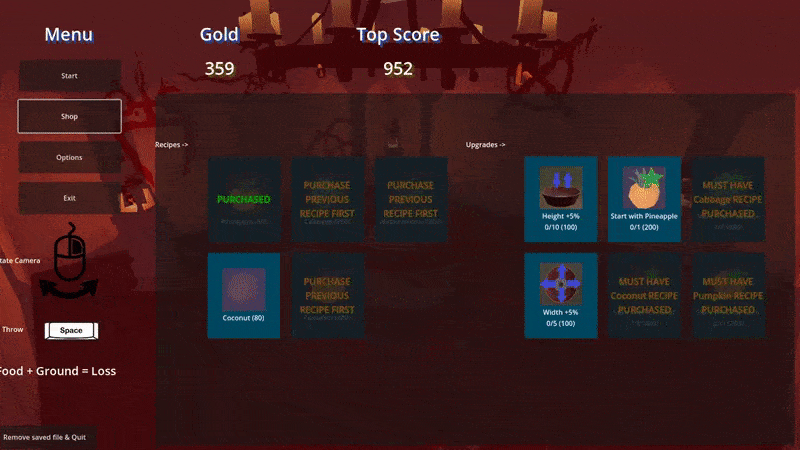 Menu
Gold
Top Score
359
952
Start
Shop
Options
Exit
tate Camera
Throw
Space
Food + Ground = Loss
Remove saved file & Quit
Recipes ->
PURCHASED
PURCHASE
PREVIOUS
RECIPE FIRST
PURCHASE
PREVIOUS
RECIPE FIRST
Coconut (80)
PURCHASE
PREVIOUS
RECIPE FIRST
Upgrades ->
Height +5%
0/10 (100)
Start with Pineapple
0/1 (200)
MUST HAVE
Cabbage RECIPE
PURCHASED
Width +5%
0/5 (100)
MUST HAVE
Coconut RECIPE
PURCHASED
MUST HAVE
Pumpkin RECIPE
PURCHASED